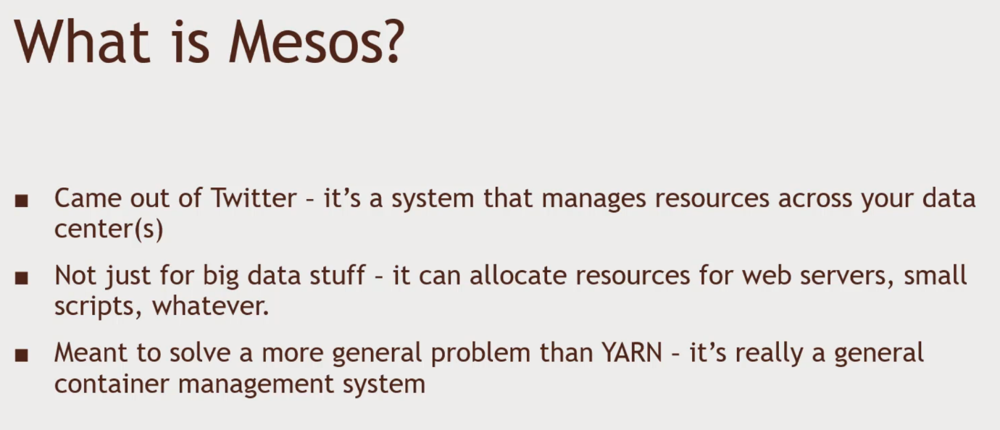 What is Mesos?
▪ Came out of Twitter – it’s a system that manages resources across your data
center(s)
▪ Not just for big data stuff – it can allocate resources for web servers, small
scripts, whatever.
▪ Meant to solve a more general problem than YARN – it’s really a general
container management system